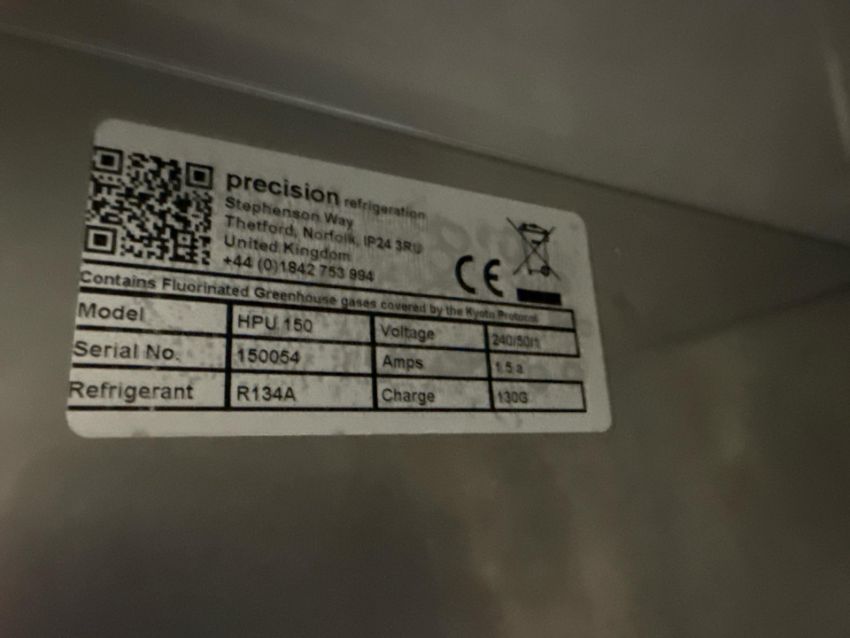 precision refrigeration
Stephenson Way
Thetford, Norfolk, IP24 3RU
United Kingdom
+44 (0)1842 753 994
CE
Contains Fluorinated Greenhouse gases covered by the Kyoto Protocol
Model HPU 150 Voltage 240/50/1
Serial No. 150054 Amps 1.5 a
Refrigerant R134A Charge 130G